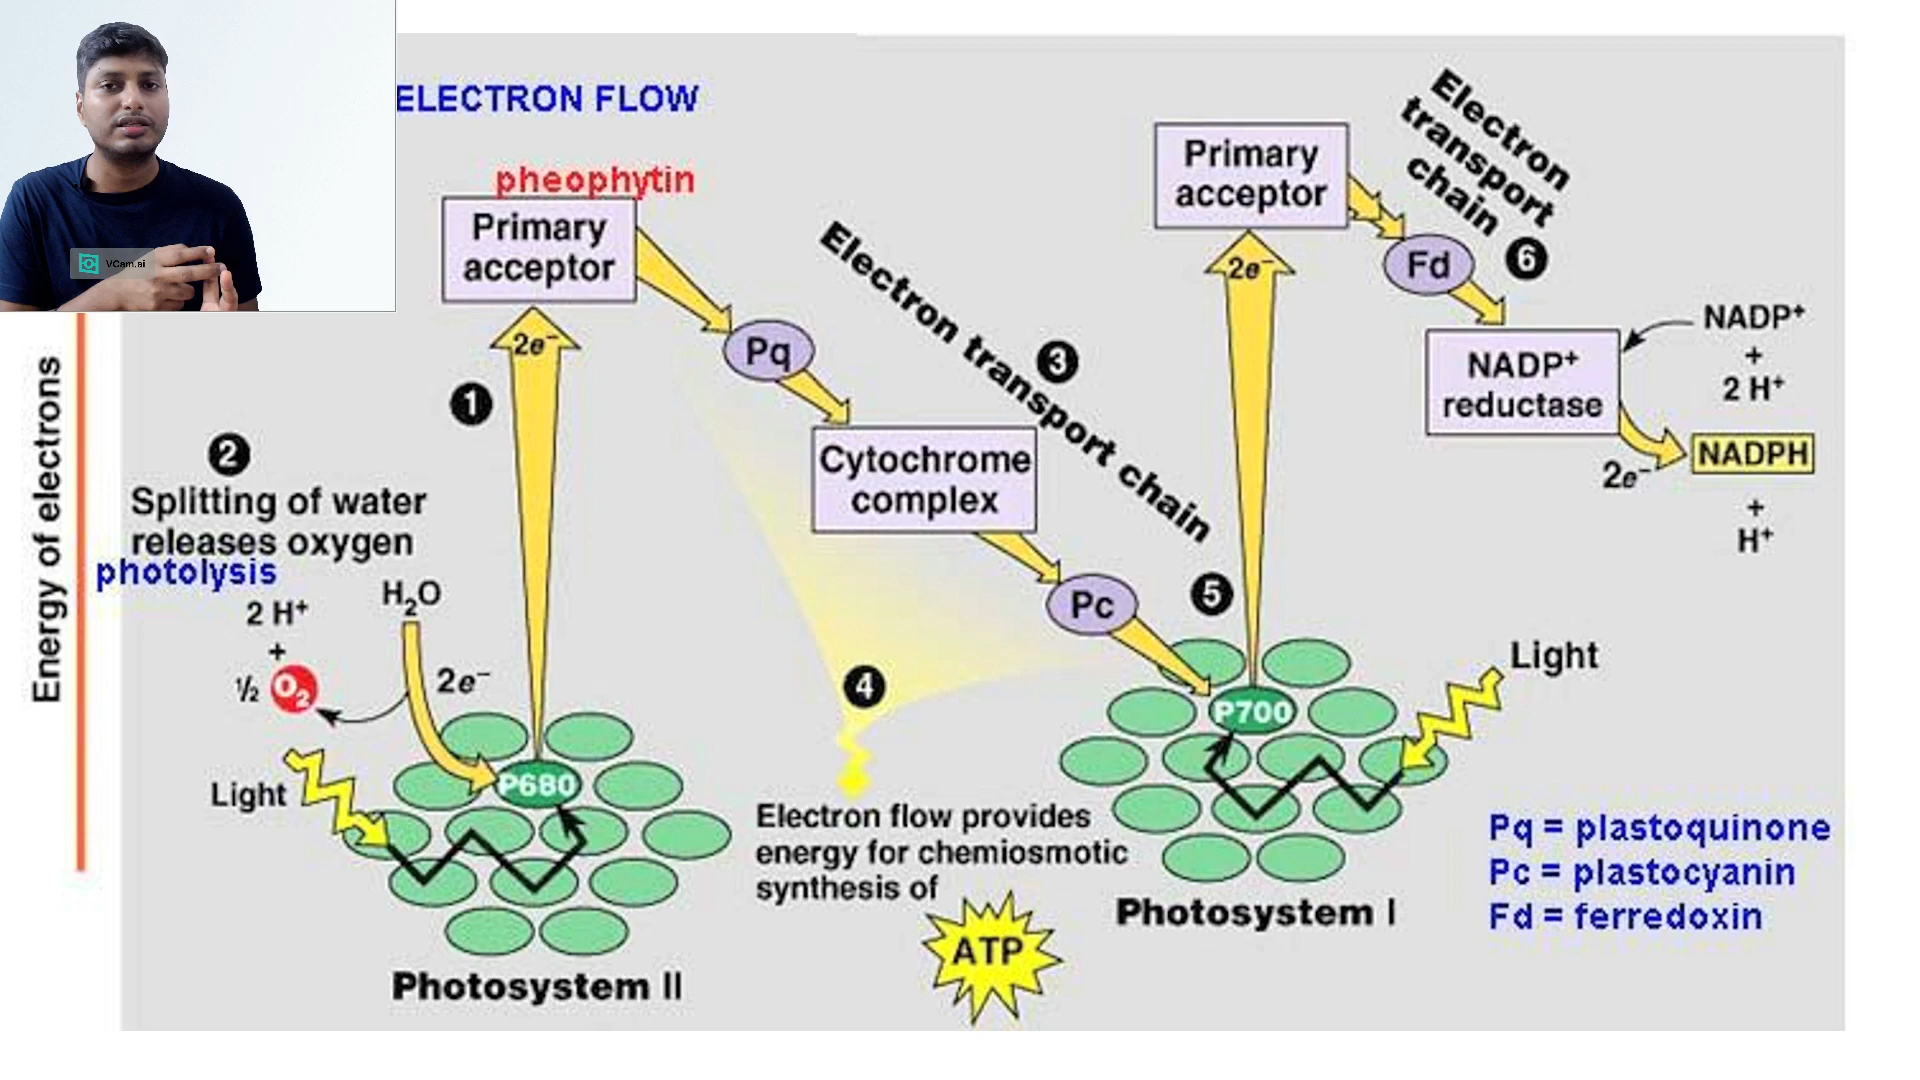 ELECTRON FLOW
VCam.ai
pheophytin
Primary
acceptor
2e⁻
1
Pq
Electron transport chain
3
Cytochrome
complex
Pc
Energy of electrons
2
Splitting of water
releases oxygen
photolysis
2 H⁺
+
½ O₂
H₂O
2e⁻
Light
P680
Photosystem II
4
Electron flow provides
energy for chemiosmotic
synthesis of
ATP
Primary
acceptor
2e⁻
5
Electron
transport
chain
6
Fd
NADP⁺
reductase
NADP⁺
+
2 H⁺
2e⁻
NADPH
+
H⁺
Light
P700
Photosystem I
Pq = plastoquinone
Pc = plastocyanin
Fd = ferredoxin